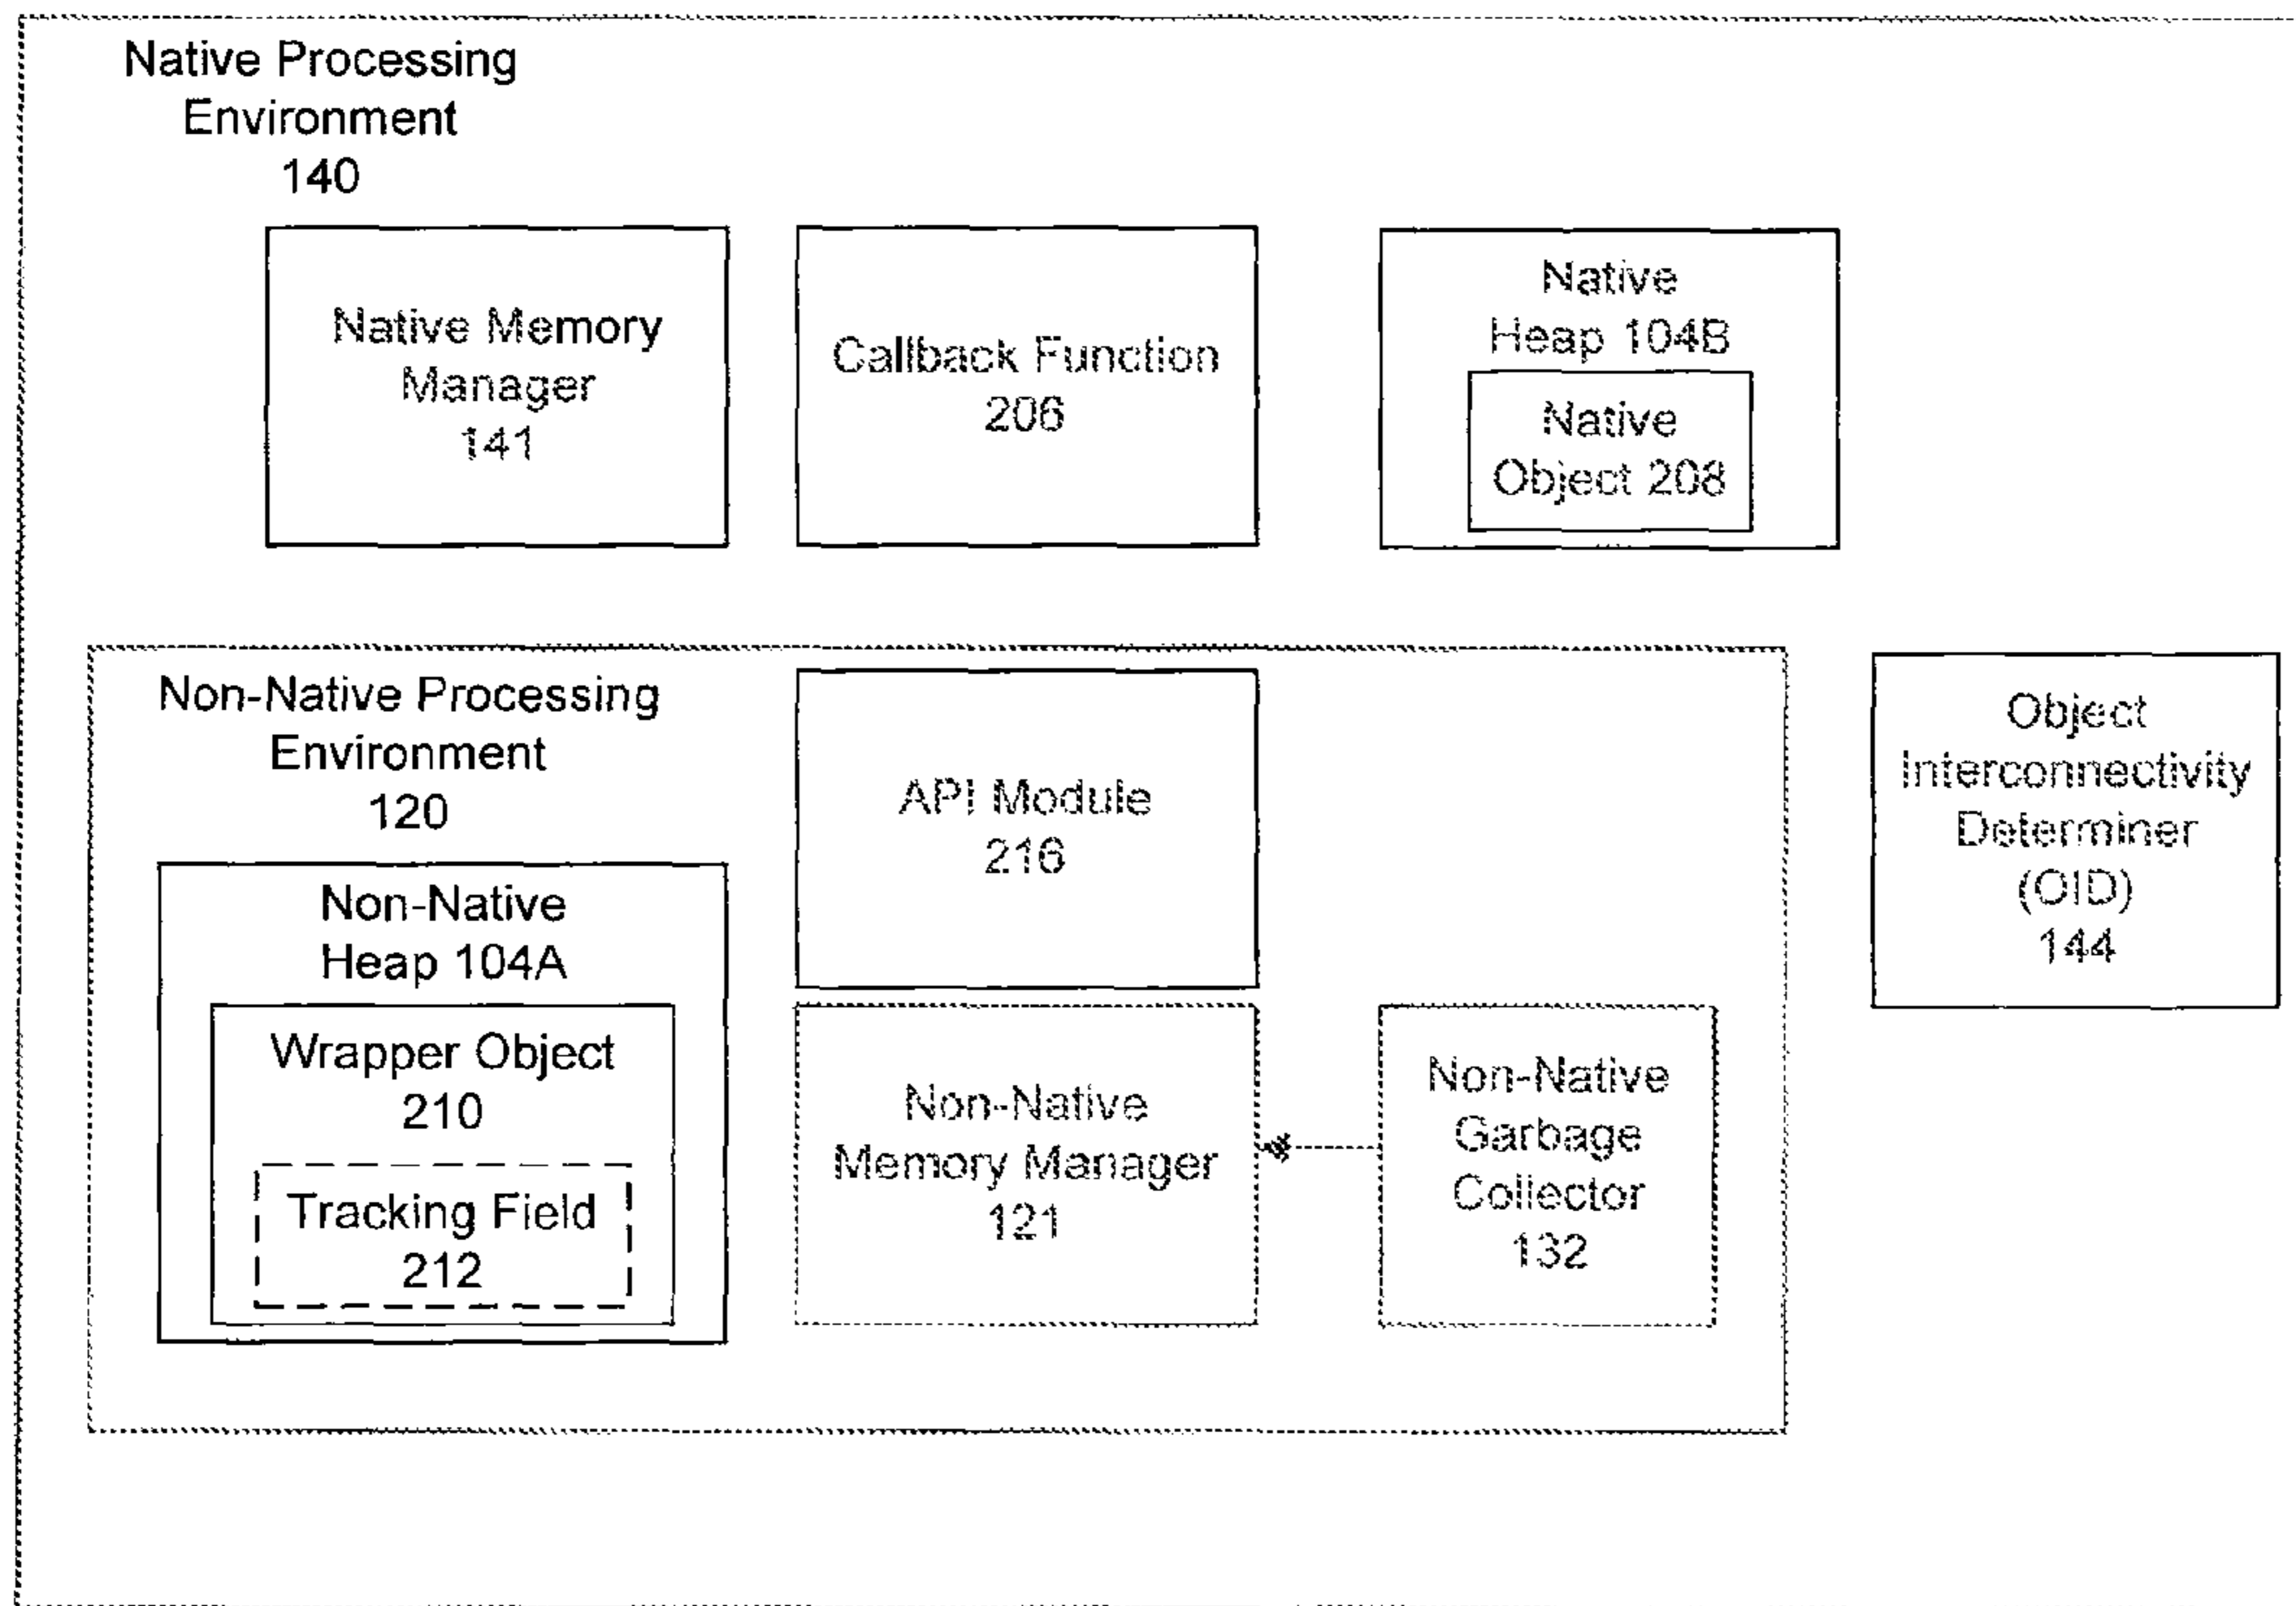 Native Processing
Environment
140
Native Memory
Manager
141
Callback Function
206
Native
Heap 104B
Native
Object 208
Non-Native Processing
Environment
120
API Module
216
Object
Interconnectivity
Determiner
(OID)
144
Non-Native
Heap 104A
Wrapper Object
210
Tracking Field
212
Non-Native
Memory Manager
121
Non-Native
Garbage
Collector
132